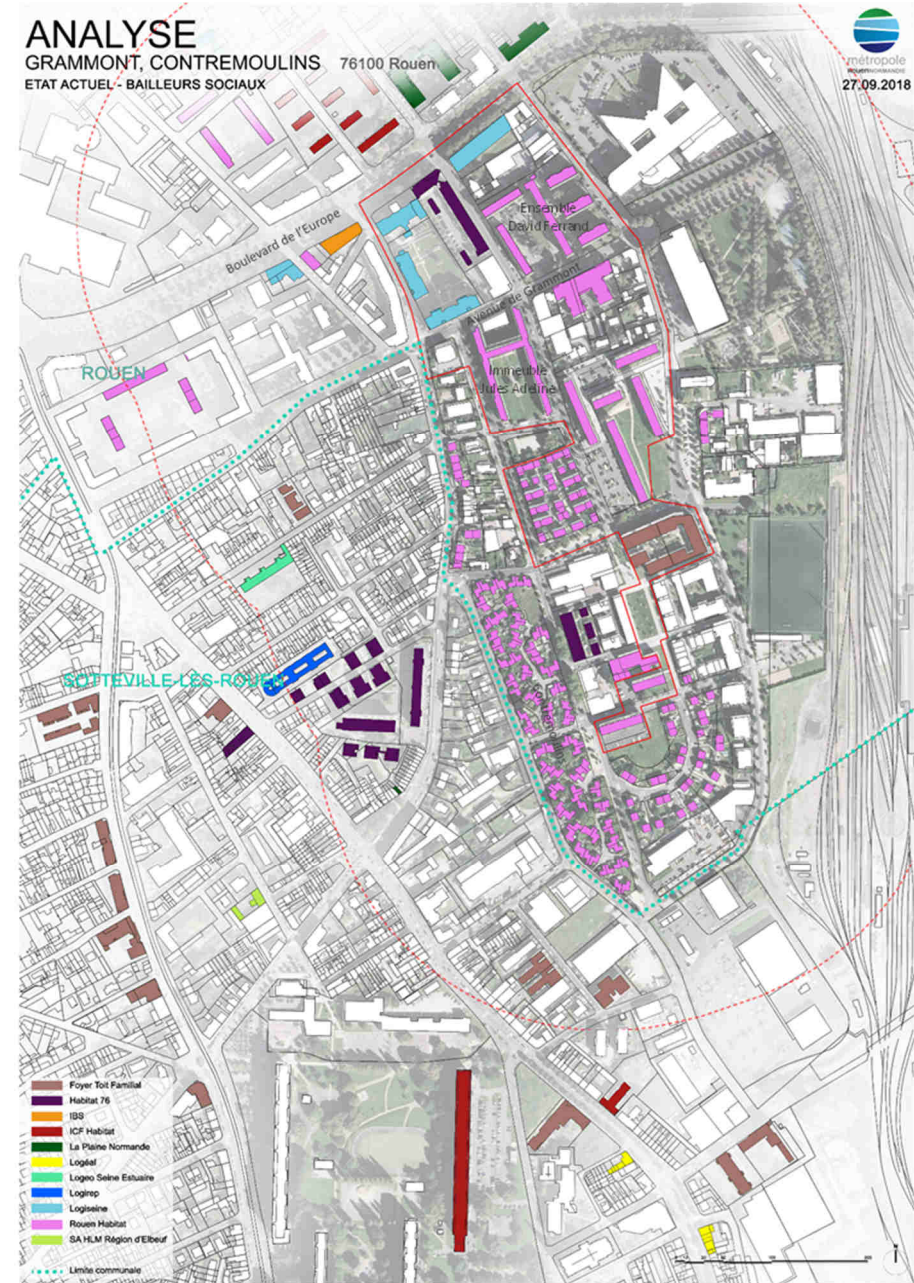 ANALYSE
GRAMMONT, CONTREMOULINS 76100 Rouen
ETAT ACTUEL - BAILLEURS SOCIAUX
métropole
ROUENNORMANDIE
27.09.2018
Boulevard de l'Europe
Ensemble
David Ferrand
Avenue de Grammont
Immeuble
Jules Adeline
ROUEN
SOTTEVILLE-LES-ROUEN
Foyer Toit Familial
Habitat 76
IBS
ICF Habitat
La Plaine Normande
Logéal
Logeo Seine Estuaire
Logirep
Logiseine
Rouen Habitat
SA HLM Région d'Elbeuf
Limite communale
N